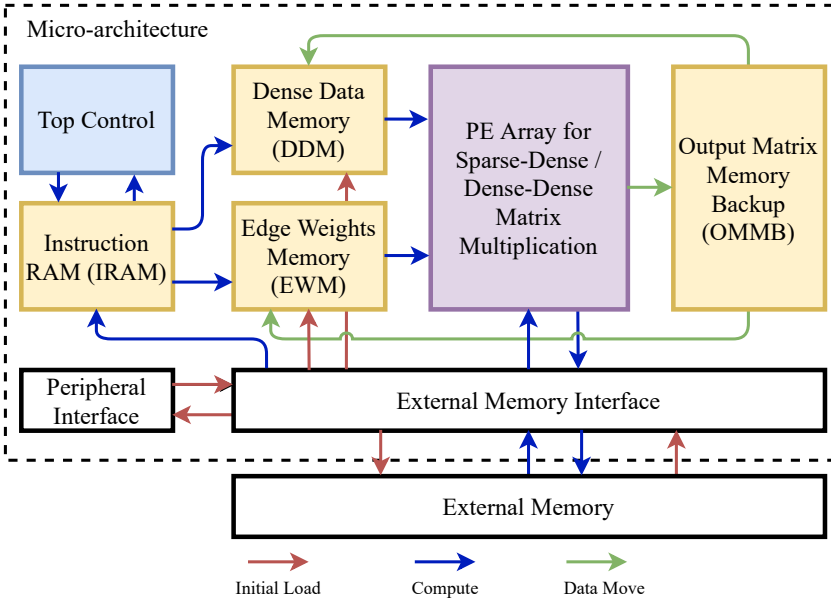 Micro-architecture
Top Control
Dense Data
Memory
(DDM)
PE Array for
Sparse-Dense /
Dense-Dense
Matrix
Multiplication
Output Matrix
Memory
Backup
(OMMB)
Instruction
RAM (IRAM)
Edge Weights
Memory
(EWM)
Peripheral
Interface
External Memory Interface
External Memory
Initial Load
Compute
Data Move